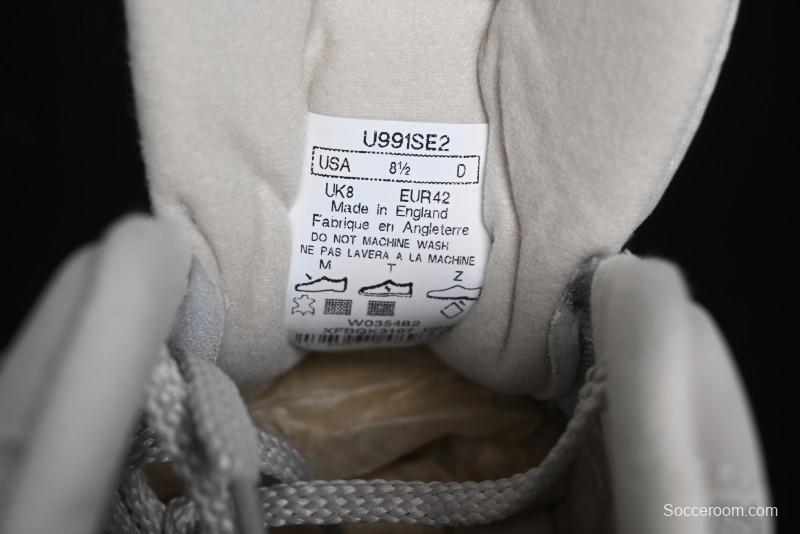 U991SE2
USA 8½ D
UK8 EUR42
Made in England
Fabrique en Angleterre
DO NOT MACHINE WASH
NE PAS LAVERA A LA MACHINE
M T Z
W035482
Socceroom.com